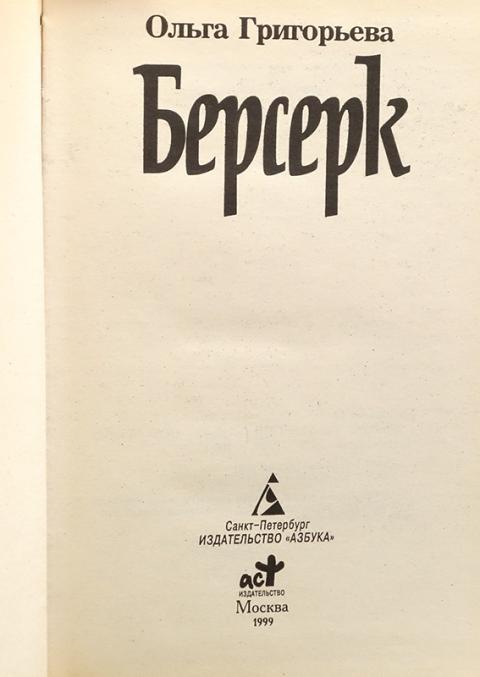 Ольга Григорьева
Берсерк
Санкт-Петербург
ИЗДАТЕЛЬСТВО «АЗБУКА»
аст
ИЗДАТЕЛЬСТВО
Москва
1999